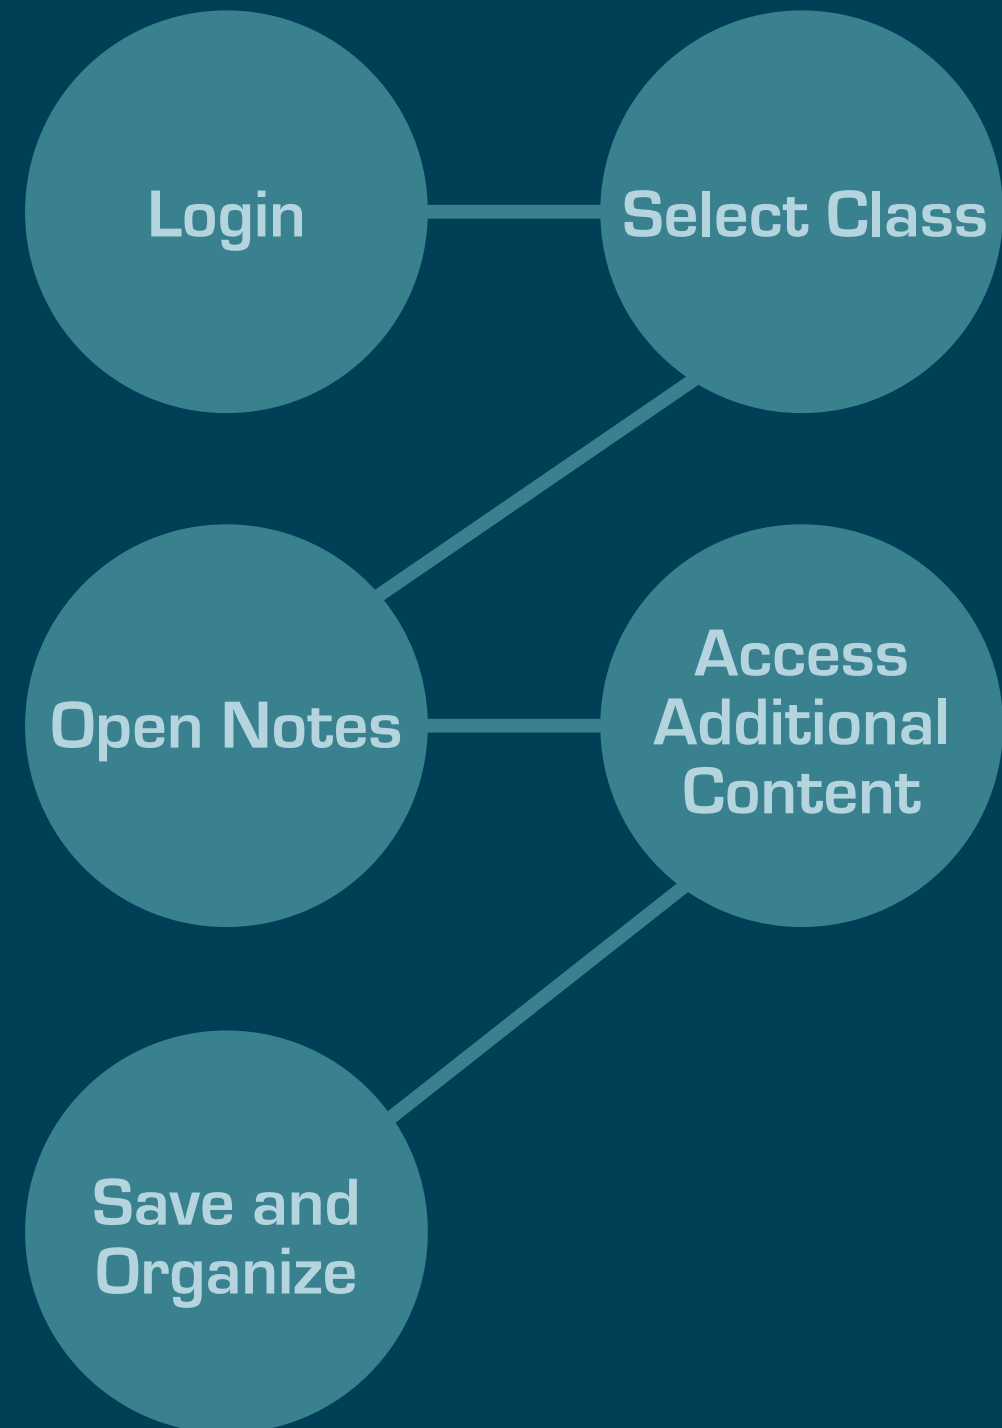 Login
Select Class
Open Notes
Access
Additional
Content
Save and
Organize